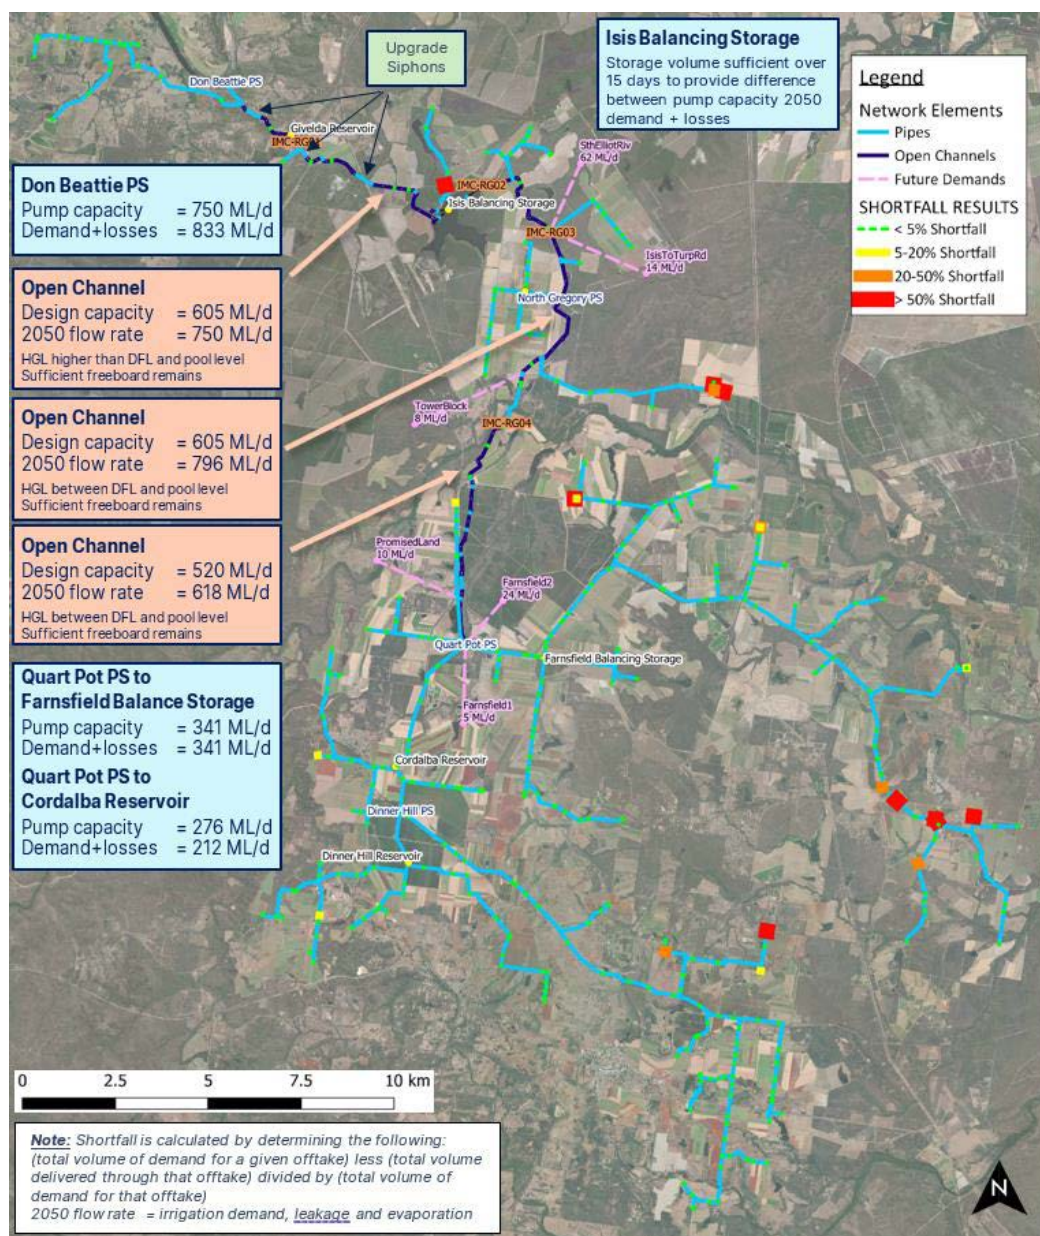 Upgrade
Siphons
Isis Balancing Storage
Storage volume sufficient over
15 days to provide difference
between pump capacity 2050
demand + losses
Legend
Network Elements
Pipes
Open Channels
Future Demands
SHORTFALL RESULTS
< 5% Shortfall
5-20% Shortfall
20-50% Shortfall
> 50% Shortfall
Don Beattie PS
Givelda Reservoir
IMC-RG01
SthElliotRiv
62 ML/d
IMC-RG02
Isis Balancing Storage
IMC-RG03
IsisToTurpRd
14 ML/d
North Gregory PS
TowerBlock
8 ML/d
IMC-RG04
PromisedLand
10 ML/d
Farnsfield2
24 ML/d
Quart Pot PS
Farnsfield Balancing Storage
Farnsfield1
5 ML/d
Cordalba Reservoir
Dinner Hill PS
Dinner Hill Reservoir
Don Beattie PS
Pump capacity = 750 ML/d
Demand+losses = 833 ML/d
Open Channel
Design capacity = 605 ML/d
2050 flow rate = 750 ML/d
HGL higher than DFL and pool level
Sufficient freeboard remains
Open Channel
Design capacity = 605 ML/d
2050 flow rate = 796 ML/d
HGL between DFL and pool level
Sufficient freeboard remains
Open Channel
Design capacity = 520 ML/d
2050 flow rate = 618 ML/d
HGL between DFL and pool level
Sufficient freeboard remains
Quart Pot PS to
Farnsfield Balance Storage
Pump capacity = 341 ML/d
Demand+losses = 341 ML/d
Quart Pot PS to
Cordalba Reservoir
Pump capacity = 276 ML/d
Demand+losses = 212 ML/d
0 2.5 5 7.5 10 km
Note: Shortfall is calculated by determining the following:
(total volume of demand for a given offtake) less (total volume
delivered through that offtake) divided by (total volume of
demand for that offtake)
2050 flow rate = irrigation demand, leakage and evaporation
N